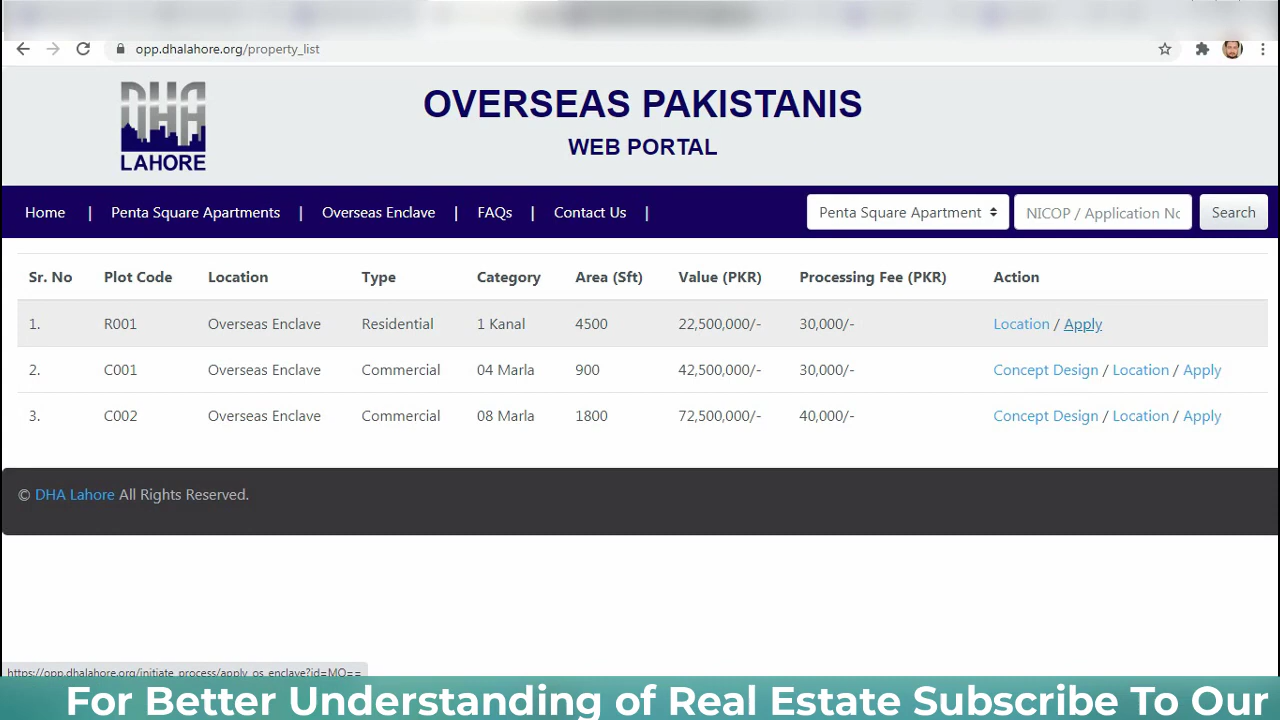 opp.dhalahore.org/property_list
DHA
LAHORE
OVERSEAS PAKISTANIS
WEB PORTAL
Home | Penta Square Apartments | Overseas Enclave | FAQs | Contact Us | Penta Square Apartment NICOP / Application No Search
Sr. No Plot Code Location Type Category Area (Sft) Value (PKR) Processing Fee (PKR) Action
1. R001 Overseas Enclave Residential 1 Kanal 4500 22,500,000/- 30,000/- Location / Apply
2. C001 Overseas Enclave Commercial 04 Marla 900 42,500,000/- 30,000/- Concept Design / Location / Apply
3. C002 Overseas Enclave Commercial 08 Marla 1800 72,500,000/- 40,000/- Concept Design / Location / Apply
© DHA Lahore All Rights Reserved.
https://opp.dhalahore.org/initiate_process/apply_os_enclave?id=MQ==
For Better Understanding of Real Estate Subscribe To Our